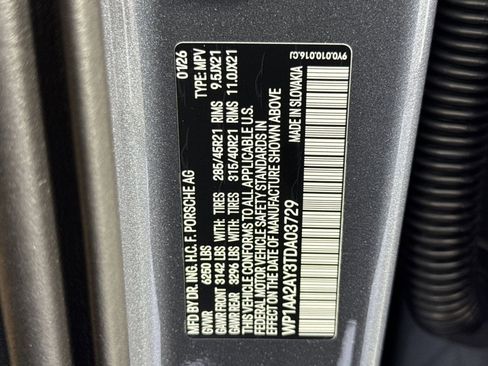 MFD BY DR. ING. H.C. F. PORSCHE AG 01/26
GVWR 6250 LBS TYPE: MPV
GAWR FRONT 3142 LBS WITH TIRES 285/45R21 RIMS 9.5JX21
GAWR REAR 3296 LBS WITH TIRES 315/40R21 RIMS 11.0JX21
THIS VEHICLE CONFORMS TO ALL APPLICABLE U.S.
FEDERAL MOTOR VEHICLE SAFETY STANDARDS IN
EFFECT ON THE DATE OF MANUFACTURE SHOWN ABOVE
WP1AA2AY3TDA03729 MADE IN SLOVAKIA
9Y0.010.016.QJ